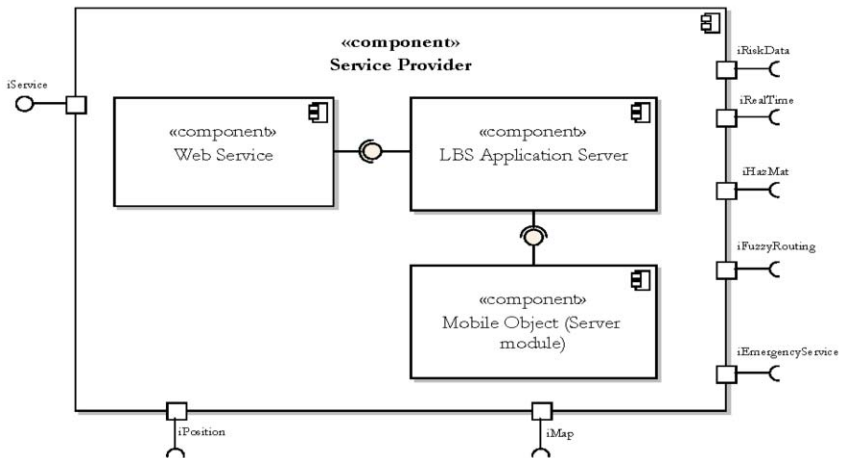 «component»
Service Provider
iService
iRiskData
iRealTime
«component»
Web Service
«component»
LBS Application Server
iHazMat
iFuzzyRouting
«component»
Mobile Object (Server
module)
iEmergencyService
iPosition
iMap